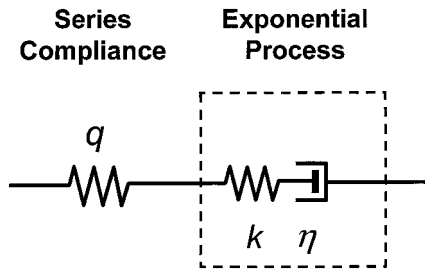 Series
Compliance
Exponential
Process
q
k η